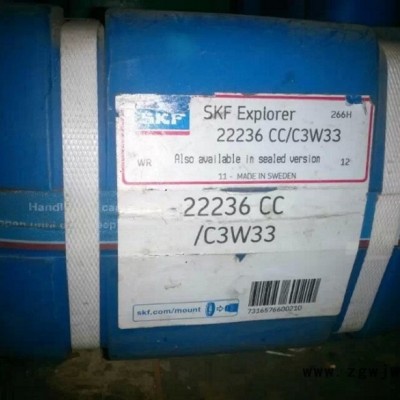 SKF
SKF Explorer
266H
22236 CC/C3W33
WR
Also available in sealed version
12
11 - MADE IN SWEDEN
22236 CC
/C3W33
Handl
skf.com/mount
7316576600210